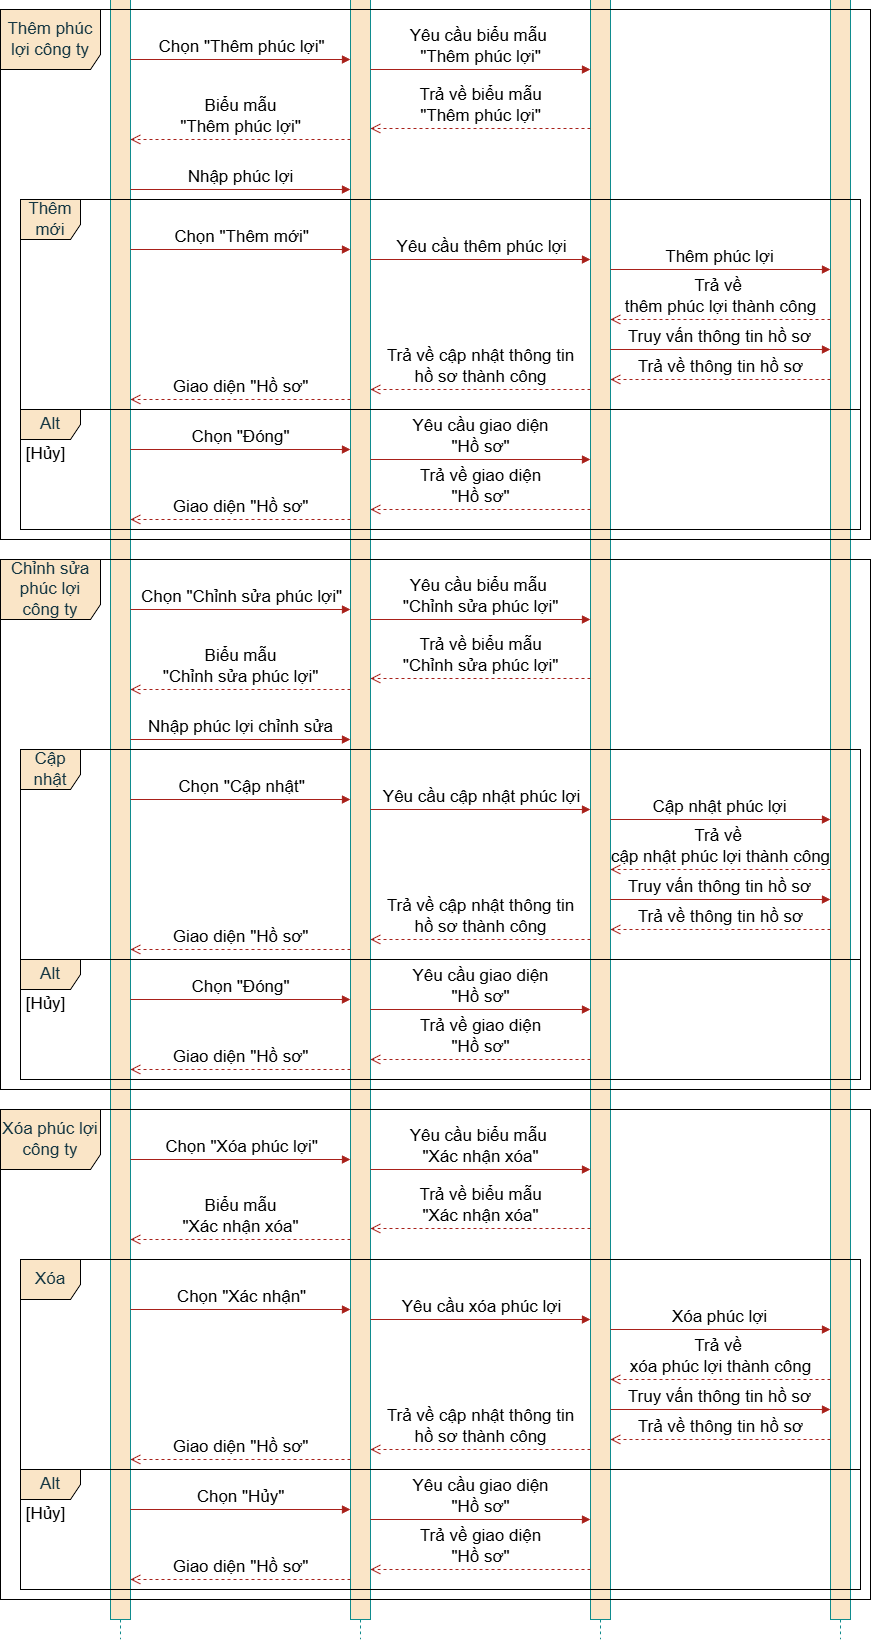 Thêm phúc
lợi công ty
Chọn "Thêm phúc lợi"
Yêu cầu biểu mẫu
"Thêm phúc lợi"
Trả về biểu mẫu
"Thêm phúc lợi"
Biểu mẫu
"Thêm phúc lợi"
Nhập phúc lợi
Thêm
mới
Chọn "Thêm mới"
Yêu cầu thêm phúc lợi
Thêm phúc lợi
Trả về
thêm phúc lợi thành công
Truy vấn thông tin hồ sơ
Trả về thông tin hồ sơ
Trả về cập nhật thông tin
hồ sơ thành công
Giao diện "Hồ sơ"
Alt
[Hủy]
Chọn "Đóng"
Yêu cầu giao diện
"Hồ sơ"
Trả về giao diện
"Hồ sơ"
Giao diện "Hồ sơ"
Chỉnh sửa
phúc lợi
công ty
Chọn "Chỉnh sửa phúc lợi"
Yêu cầu biểu mẫu
"Chỉnh sửa phúc lợi"
Trả về biểu mẫu
"Chỉnh sửa phúc lợi"
Biểu mẫu
"Chỉnh sửa phúc lợi"
Nhập phúc lợi chỉnh sửa
Cập
nhật
Chọn "Cập nhật"
Yêu cầu cập nhật phúc lợi
Cập nhật phúc lợi
Trả về
cập nhật phúc lợi thành công
Truy vấn thông tin hồ sơ
Trả về thông tin hồ sơ
Trả về cập nhật thông tin
hồ sơ thành công
Giao diện "Hồ sơ"
Alt
[Hủy]
Chọn "Đóng"
Yêu cầu giao diện
"Hồ sơ"
Trả về giao diện
"Hồ sơ"
Giao diện "Hồ sơ"
Xóa phúc lợi
công ty
Chọn "Xóa phúc lợi"
Yêu cầu biểu mẫu
"Xác nhận xóa"
Trả về biểu mẫu
"Xác nhận xóa"
Biểu mẫu
"Xác nhận xóa"
Xóa
Chọn "Xác nhận"
Yêu cầu xóa phúc lợi
Xóa phúc lợi
Trả về
xóa phúc lợi thành công
Truy vấn thông tin hồ sơ
Trả về thông tin hồ sơ
Trả về cập nhật thông tin
hồ sơ thành công
Giao diện "Hồ sơ"
Alt
[Hủy]
Chọn "Hủy"
Yêu cầu giao diện
"Hồ sơ"
Trả về giao diện
"Hồ sơ"
Giao diện "Hồ sơ"